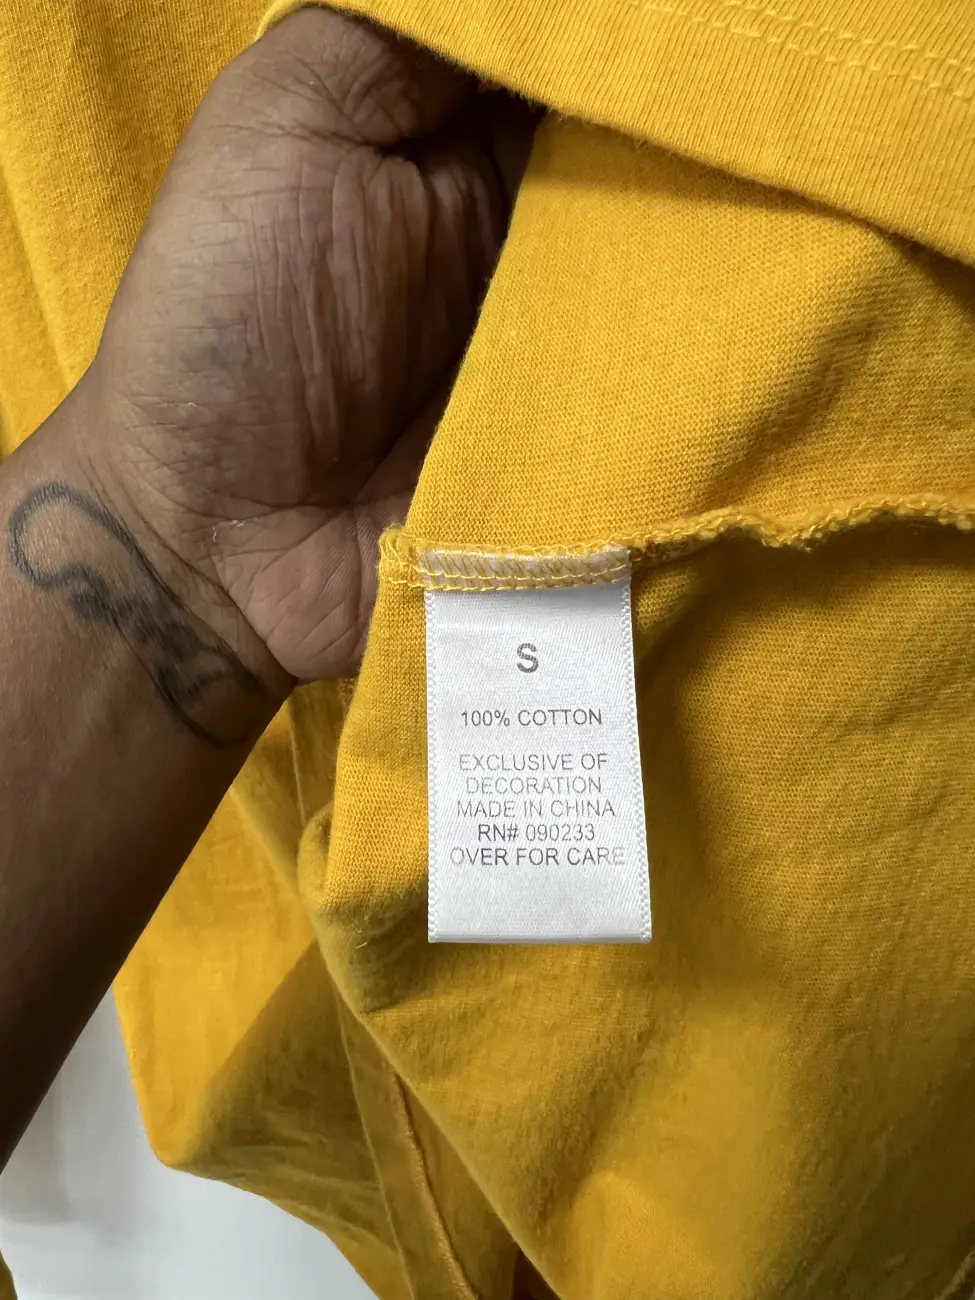 S
100% COTTON
EXCLUSIVE OF
DECORATION
MADE IN CHINA
RN# 090233
OVER FOR CARE